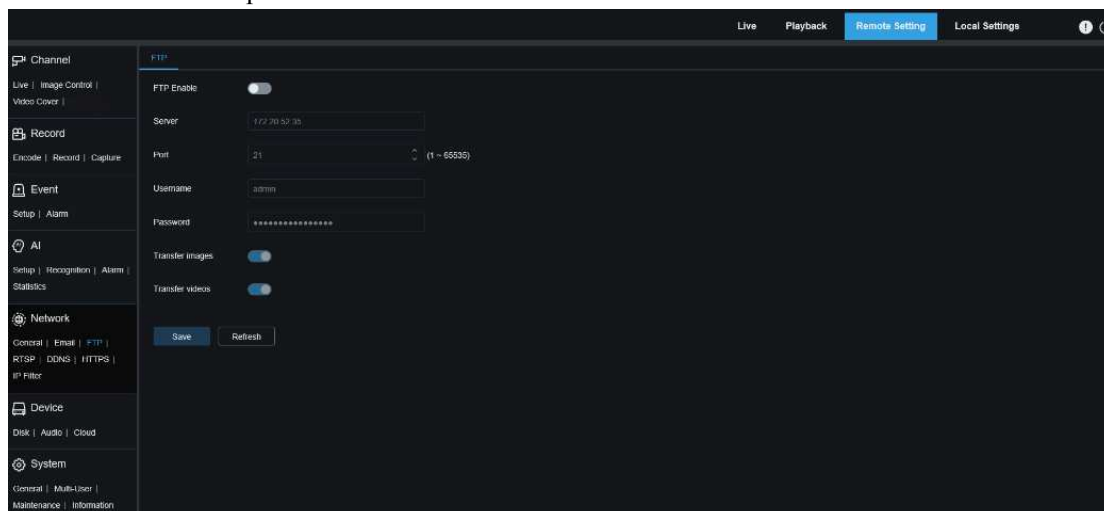 Live Playback Remote Setting Local Settings
Channel
Live | Image Control |
Video Cover |
Record
Encode | Record | Capture
Event
Setup | Alarm
AI
Setup | Recognition | Alarm |
Statistics
Network
General | Email | FTP |
RTSP | DDNS | HTTPS |
IP Filter
Device
Disk | Audio | Cloud
System
General | Multi-User |
Maintenance | Information
FTP
FTP Enable
Server 172.20.52.35
Port 21 (1 ~ 65535)
Username admin
Password ••••••••••••••••
Transfer images
Transfer videos
Save Refresh